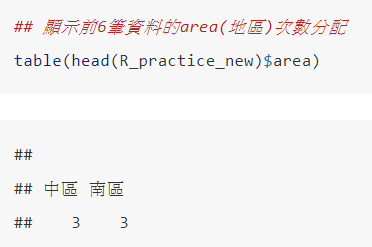 ## 顯示前6筆資料的area(地區)次數分配
table(head(R_practice_new)$area)
##
## 中區 南區
##    3    3